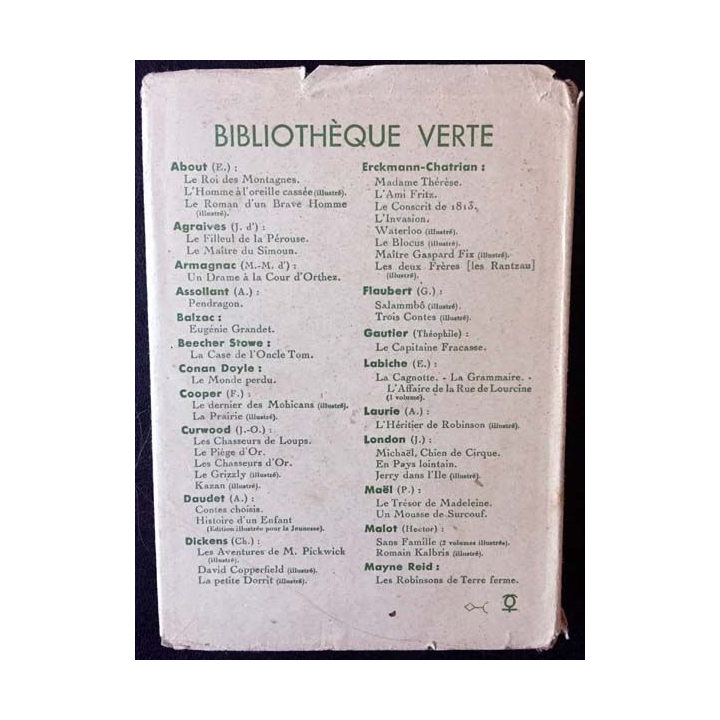 BIBLIOTHÈQUE VERTE
About (E.) :
Le Roi des Montagnes.
L'Homme à l'oreille cassée (illustré).
Le Roman d'un Brave Homme
(illustré).
Agraives (J. d') :
Le Filleul de la Pérouse.
Le Maître du Simoun.
Armagnac (M.-M. d') :
Un Drame à la Cour d'Orthez.
Assollant (A.) :
Pendragon.
Balzac :
Eugénie Grandet.
Beecher Stowe :
La Case de l'Oncle Tom.
Conan Doyle :
Le Monde perdu.
Cooper (F.) :
Le dernier des Mohicans (illustré).
La Prairie (illustré).
Curwood (J.-O.) :
Les Chasseurs de Loups.
Le Piège d'Or.
Les Chasseurs d'Or.
Le Grizzly (illustré).
Kazan (illustré).
Daudet (A.) :
Contes choisis.
Histoire d'un Enfant
(Edition illustrée pour la Jeunesse).
Dickens (Ch.) :
Les Aventures de M. Pickwick
(illustré).
David Copperfield (illustré).
La petite Dorrit (illustré).
Erckmann-Chatrian :
Madame Thérèse.
L'Ami Fritz.
Le Conscrit de 1813.
L'Invasion.
Waterloo (illustré).
Le Blocus (illustré).
Maître Gaspard Fix (illustré).
Les deux Frères [les Rantzau]
(illustré).
Flaubert (G.) :
Salammbô (illustré).
Trois Contes (illustré).
Gautier (Théophile) :
Le Capitaine Fracasse.
Labiche (E.) :
La Cagnotte. - La Grammaire. -
L'Affaire de la Rue de Lourcine
(1 volume).
Laurie (A.) :
L'Héritier de Robinson (illustré).
London (J.) :
Michaël, Chien de Cirque.
En Pays lointain.
Jerry dans l'Ile (illustré).
Maël (P.) :
Le Trésor de Madeleine.
Un Mousse de Surcouf.
Malot (Hector) :
Sans Famille (2 volumes illustrés).
Romain Kalbris (illustré).
Mayne Reid :
Les Robinsons de Terre ferme.